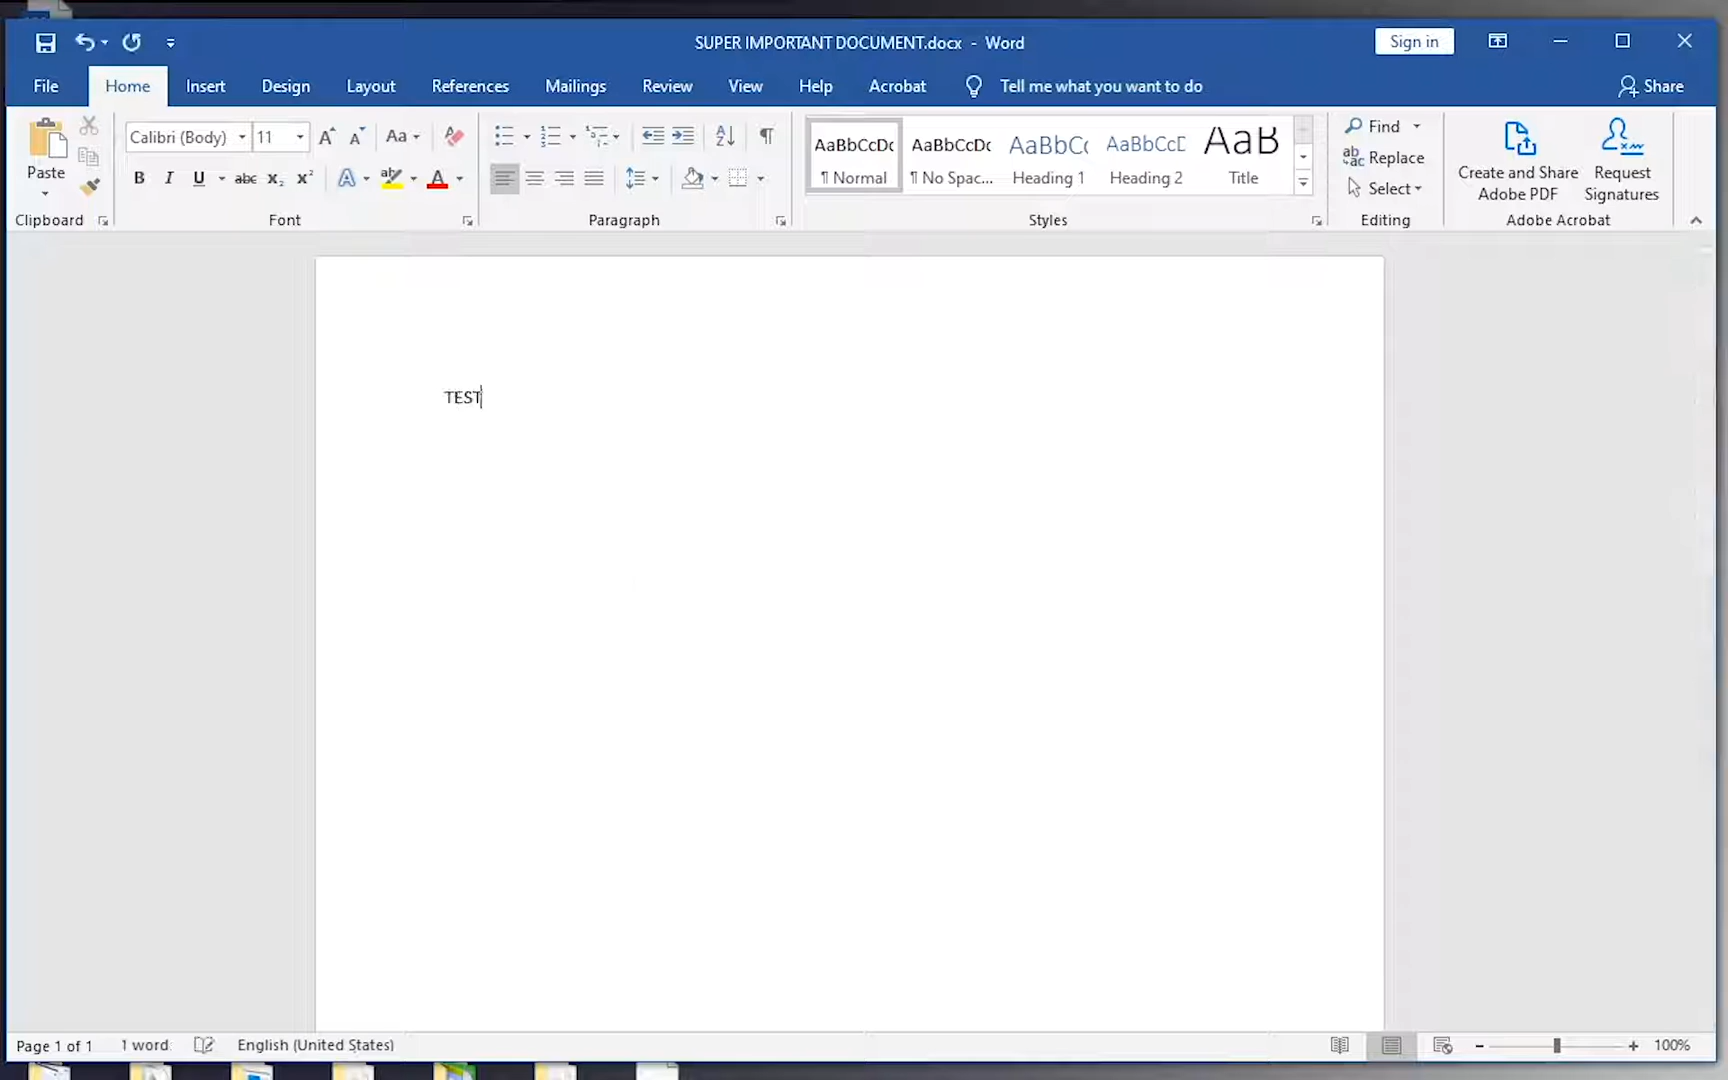 SUPER IMPORTANT DOCUMENT.docx - Word
Sign in
File Home Insert Design Layout References Mailings Review View Help Acrobat Tell me what you want to do Share
Paste
Clipboard
Calibri (Body) 11 Aa
B I U abc x₂ x² A A
Font
Paragraph
AaBbCcDc AaBbCcDc AaBbCc AaBbCcD AaB
¶ Normal ¶ No Spac... Heading 1 Heading 2 Title
Styles
Find
Replace
Select
Editing
Create and Share Adobe PDF
Request Signatures
Adobe Acrobat
TEST
Page 1 of 1 1 word English (United States) 100%